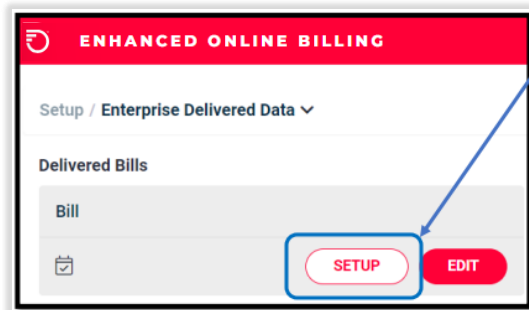 ENHANCED ONLINE BILLING
Setup / Enterprise Delivered Data
Delivered Bills
Bill
SETUP EDIT